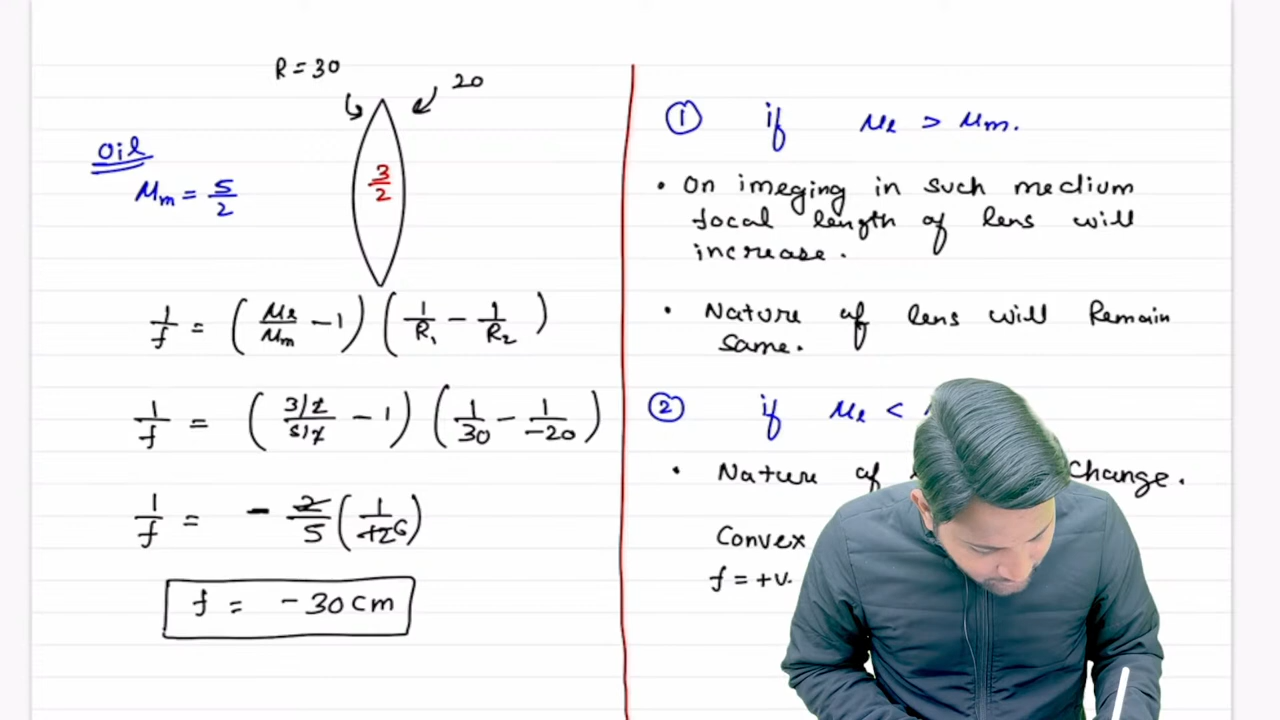 R = 30
20
Oil
μm = 5/2
3/2
1/f = (μl/μm − 1) (1/R1 − 1/R2)
1/f = (3/2/5/2 − 1) (1/30 − 1/−20)
1/f = − 2/5 (1/12 6)
f = −30 cm
① if μl > μm.
• On imeging in such medium
focal length of lens will
increase.
• Nature of lens will Remain
same.
② if μl <
• Nature of Change.
Convex
f = +v.